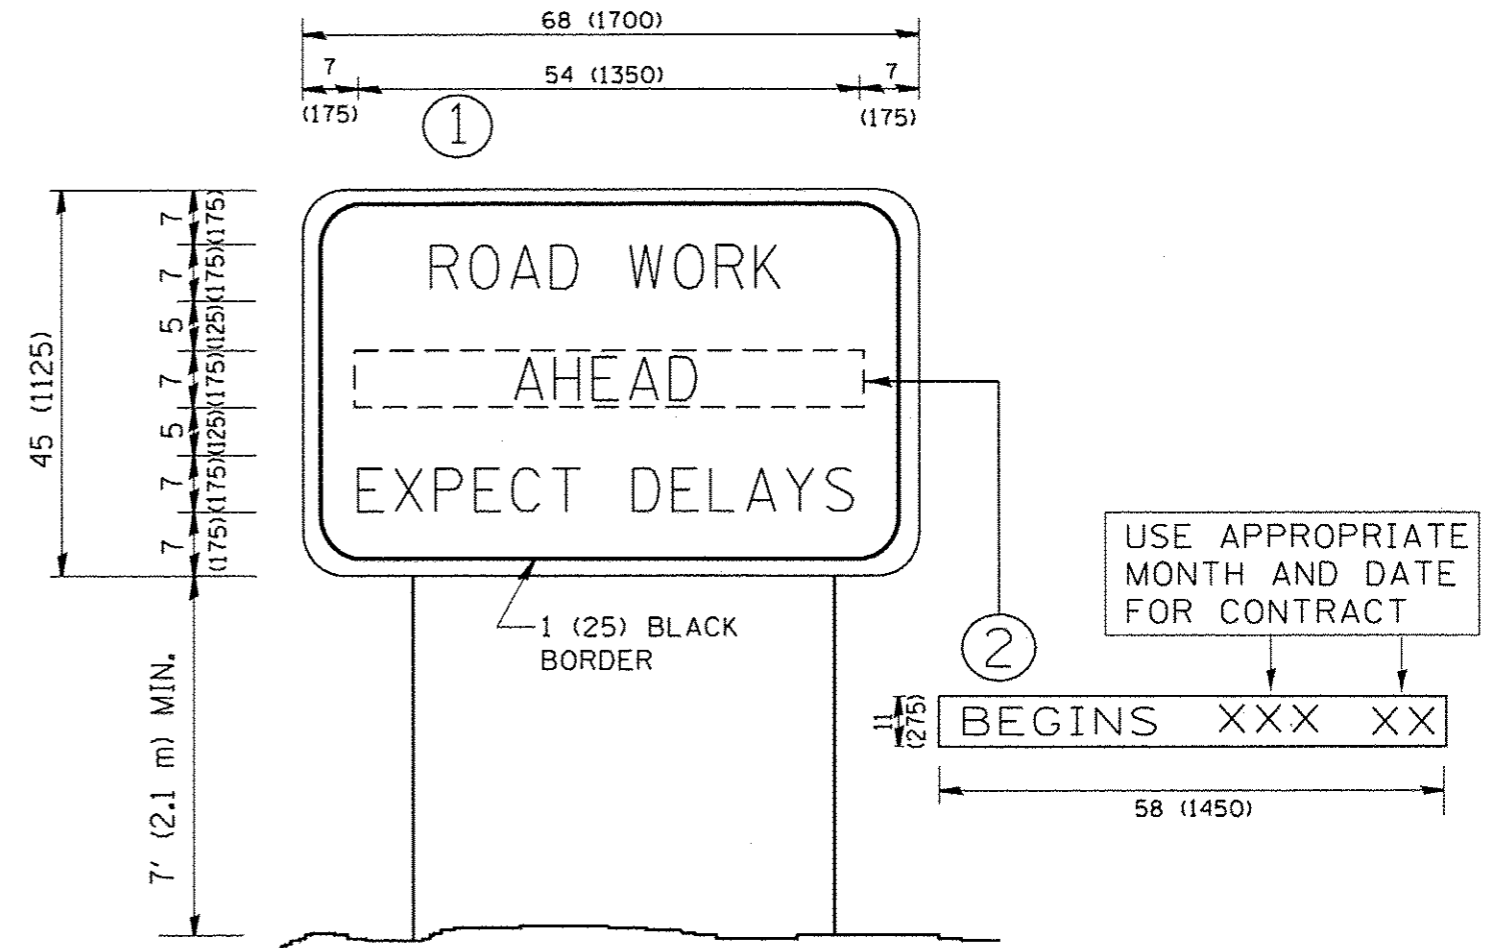 68 (1700)
7 54 (1350) 7
(175) (175)
1
45 (1125)
7 (175)
7 (175)
5 (125)
7 (175)
5 (125)
7 (175)
7 (175)
ROAD WORK
AHEAD
EXPECT DELAYS
1 (25) BLACK
BORDER
7' (2.1 m) MIN.
USE APPROPRIATE
MONTH AND DATE
FOR CONTRACT
2
11
(275)
BEGINS XXX XX
58 (1450)